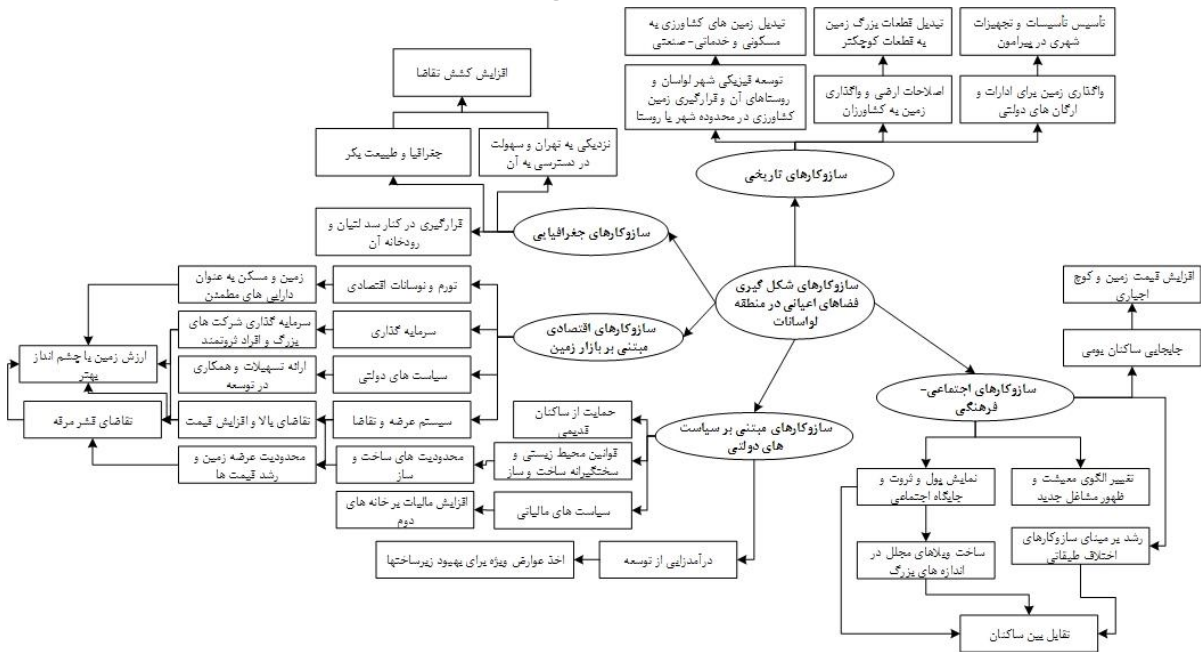 تأسیس تأسیسات و تجهیزات
شهری در پیرامون
تبدیل قطعات بزرگ زمین
به قطعات کوچکتر
تبدیل زمین های کشاورزی به
مسکونی و خدماتی- صنعتی
واگذاری زمین برای ادارات و
ارگان های دولتی
اصلاحات ارضی و واگذاری
زمین به کشاورزان
توسعه فیزیکی شهر لواسان و
روستاهای آن و قرارگیری زمین
کشاورزی در محدوده شهر یا روستا
سازوکارهای تاریخی
افزایش کشش تقاضا
نزدیکی به تهران و سهولت
در دسترسی به آن
جغرافیا و طبیعت بکر
قرارگیری در کنار سد لتیان و
رودخانه آن
سازوکارهای جغرافیایی
سازوکارهای شکل گیری
فضاهای اعیانی در منطقه
لواسانات
افزایش قیمت زمین و کوچ
اجباری
جابجایی ساکنان بومی
سازوکارهای اجتماعی-
فرهنگی
تغییر الگوی معیشت و
ظهور مشاغل جدید
نمایش پول و ثروت و
جایگاه اجتماعی
رشد بر مبنای سازوکارهای
اختلاف طبقاتی
ساخت ویلاهای مجلل در
اندازه های بزرگ
تقابل بین ساکنان
سازوکارهای اقتصادی
مبتنی بر بازار زمین
تورم و نوسانات اقتصادی
زمین و مسکن به عنوان
دارایی های مطمئن
سرمایه گذاری
سرمایه گذاری شرکت های
بزرگ و افراد ثروتمند
سیاست های دولتی
ارائه تسهیلات و همکاری
در توسعه
سیستم عرضه و تقاضا
تقاضای بالا و افزایش قیمت
ارزش زمین با چشم انداز
بهتر
تقاضای قشر مرفه
سازوکارهای مبتنی بر سیاست
های دولتی
حمایت از ساکنان
قدیمی
قوانین محیط زیستی و
سختگیرانه ساخت و ساز
محدودیت های ساخت و
ساز
محدودیت عرضه زمین و
رشد قیمت ها
سیاست های مالیاتی
افزایش مالیات بر خانه های
دوم
درآمدزایی از توسعه
اخذ عوارض ویژه برای بهبود زیرساختها